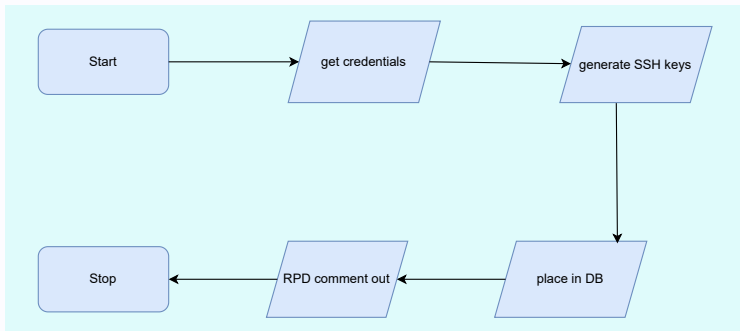 Start
get credentials
generate SSH keys
Stop
RPD comment out
place in DB